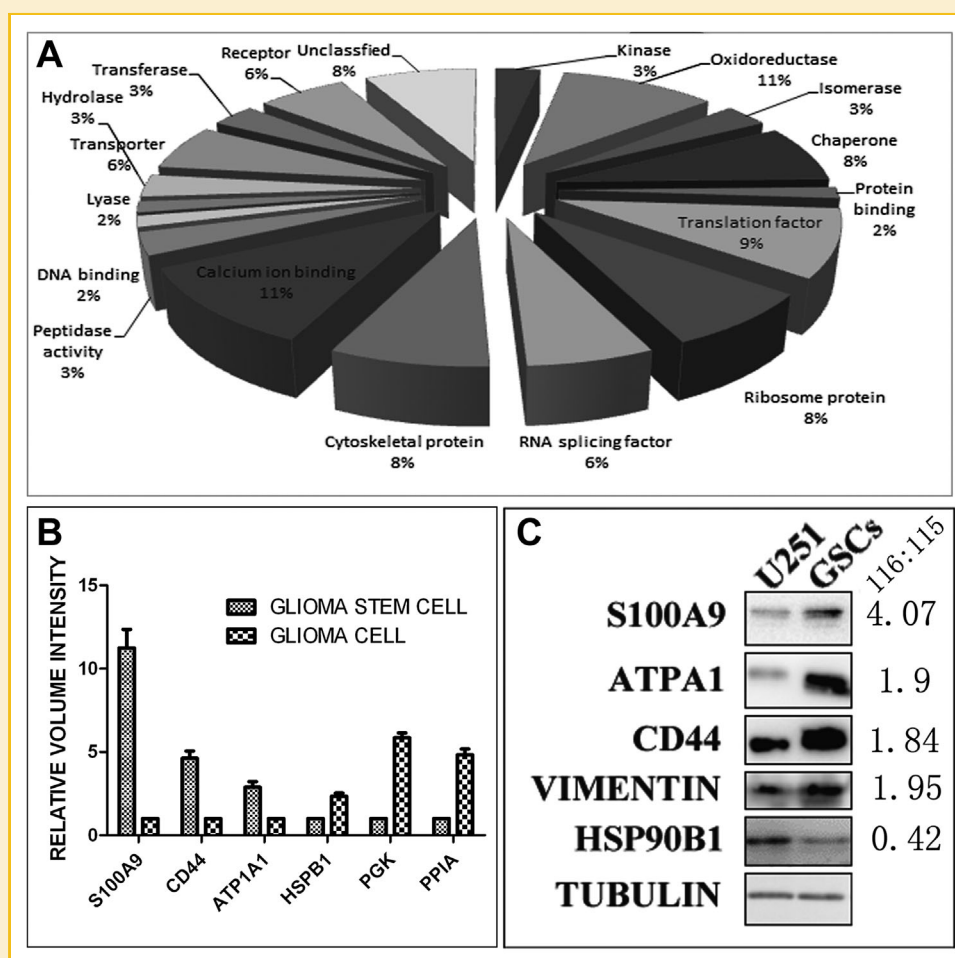 A
Kinase
3%
Oxidoreductase
11%
Isomerase
3%
Chaperone
8%
Protein
binding
2%
Translation factor
9%
Ribosome protein
8%
RNA splicing factor
6%
Cytoskeletal protein
8%
Calcium ion binding
11%
Peptidase
activity
3%
DNA binding
2%
Lyase
2%
Transporter
6%
Hydrolase
3%
Transferase
3%
Receptor
6%
Unclassfied
8%
B
RELATIVE VOLUME INTENSITY
15
10
5
0
GLIOMA STEM CELL
GLIOMA CELL
S100A9
CD44
ATP1A1
HSPB1
PGK
PPIA
C
U251 GSCs 116:115
S100A9 4.07
ATPA1 1.9
CD44 1.84
VIMENTIN 1.95
HSP90B1 0.42
TUBULIN